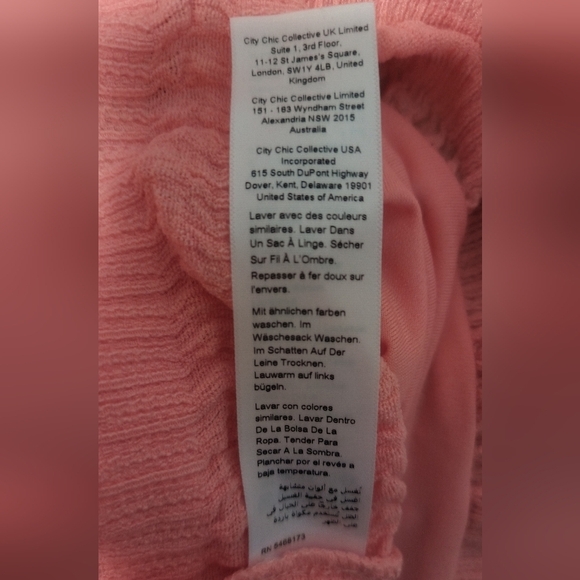 City Chic Collective UK Limited
Suite 1, 3rd Floor,
11-12 St James's Square,
London, SW1Y 4LB, United
Kingdom
City Chic Collective Limited
151 - 163 Wyndham Street
Alexandria NSW 2015
Australia
City Chic Collective USA
Incorporated
615 South DuPont Highway
Dover, Kent, Delaware 19901
United States of America
Laver avec des couleurs
similaires. Laver Dans
Un Sac À Linge. Sécher
Sur Fil À L'Ombre.
Repasser à fer doux sur
l'envers.
Mit ähnlichen farben
waschen. Im
Wäschesack Waschen.
Im Schatten Auf Der
Leine Trocknen.
Lauwarm auf links
bügeln.
Lavar con colores
similares. Lavar Dentro
De La Bolsa De La
Ropa. Tender Para
Secar A La Sombra.
Planchar por el revés a
baja temperatura.
اغسل مع ألوان متشابهة